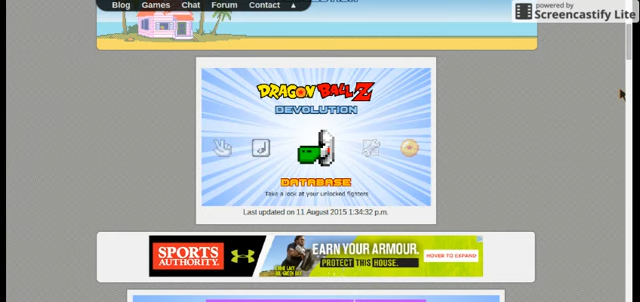 Blog Games Chat Forum Contact ▲
powered by
Screencastify Lite
DRAGON BALL Z
DEVOLUTION
DATABASE
Take a look at your unlocked fighters
Last updated on 11 August 2015 1:34:32 p.m.
SPORTS
AUTHORITY.
EARN YOUR ARMOUR.
PROTECT THIS HOUSE.
HOVER TO EXPAND